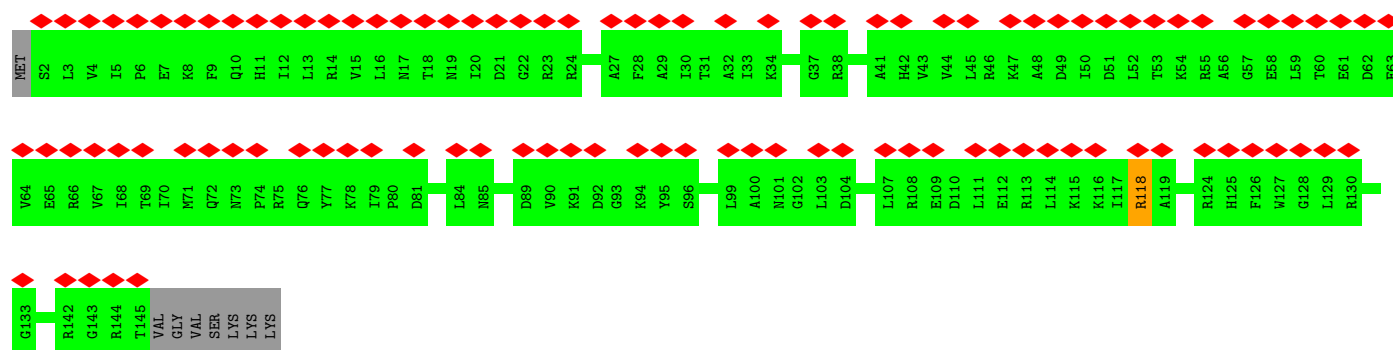 MET S2 L3 V4 I5 P6 E7 K8 F9 Q10 H11 I12 L13 R14 V15 L16 N17 T18 N19 I20 D21 G22 R23 R24 A27 F28 A29 I30 T31 A32 I33 K34 G37 R38 A41 H42 V43 V44 L45 R46 K47 A48 D49 I50 D51 L52 T53 K54 R55 A56 G57 E58 L59 T60 E61 D62 E63
V64 E65 R66 V67 I68 T69 I70 M71 Q72 N73 P74 R75 Q76 Y77 K78 I79 P80 D81 L84 N85 D89 V90 K91 D92 G93 K94 Y95 S96 L99 A100 N101 G102 L103 D104 L107 R108 E109 D110 L111 E112 R113 L114 K115 K116 I117 R118 A119 R124 H125 F126 W127 G128 L129 R130
G133 R142 G143 R144 T145 VAL GLY VAL SER LYS LYS LYS